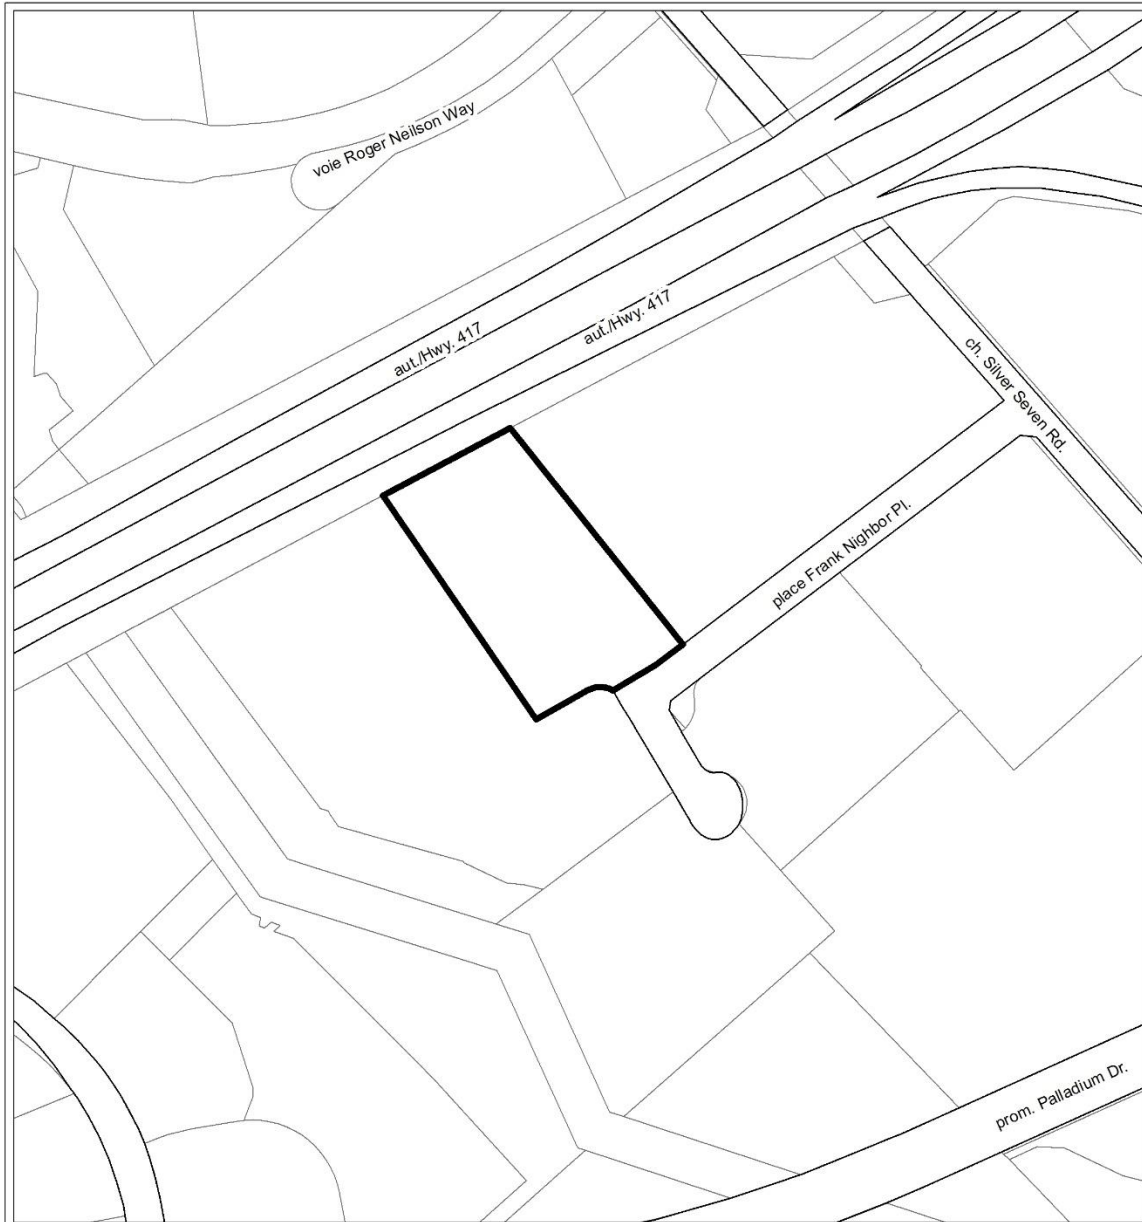 voie Roger Neilson Way
aut./Hwy. 417
aut./Hwy. 417
ch. Silver Seven Rd.
place Frank Nighbor Pl.
prom. Palladium Dr.